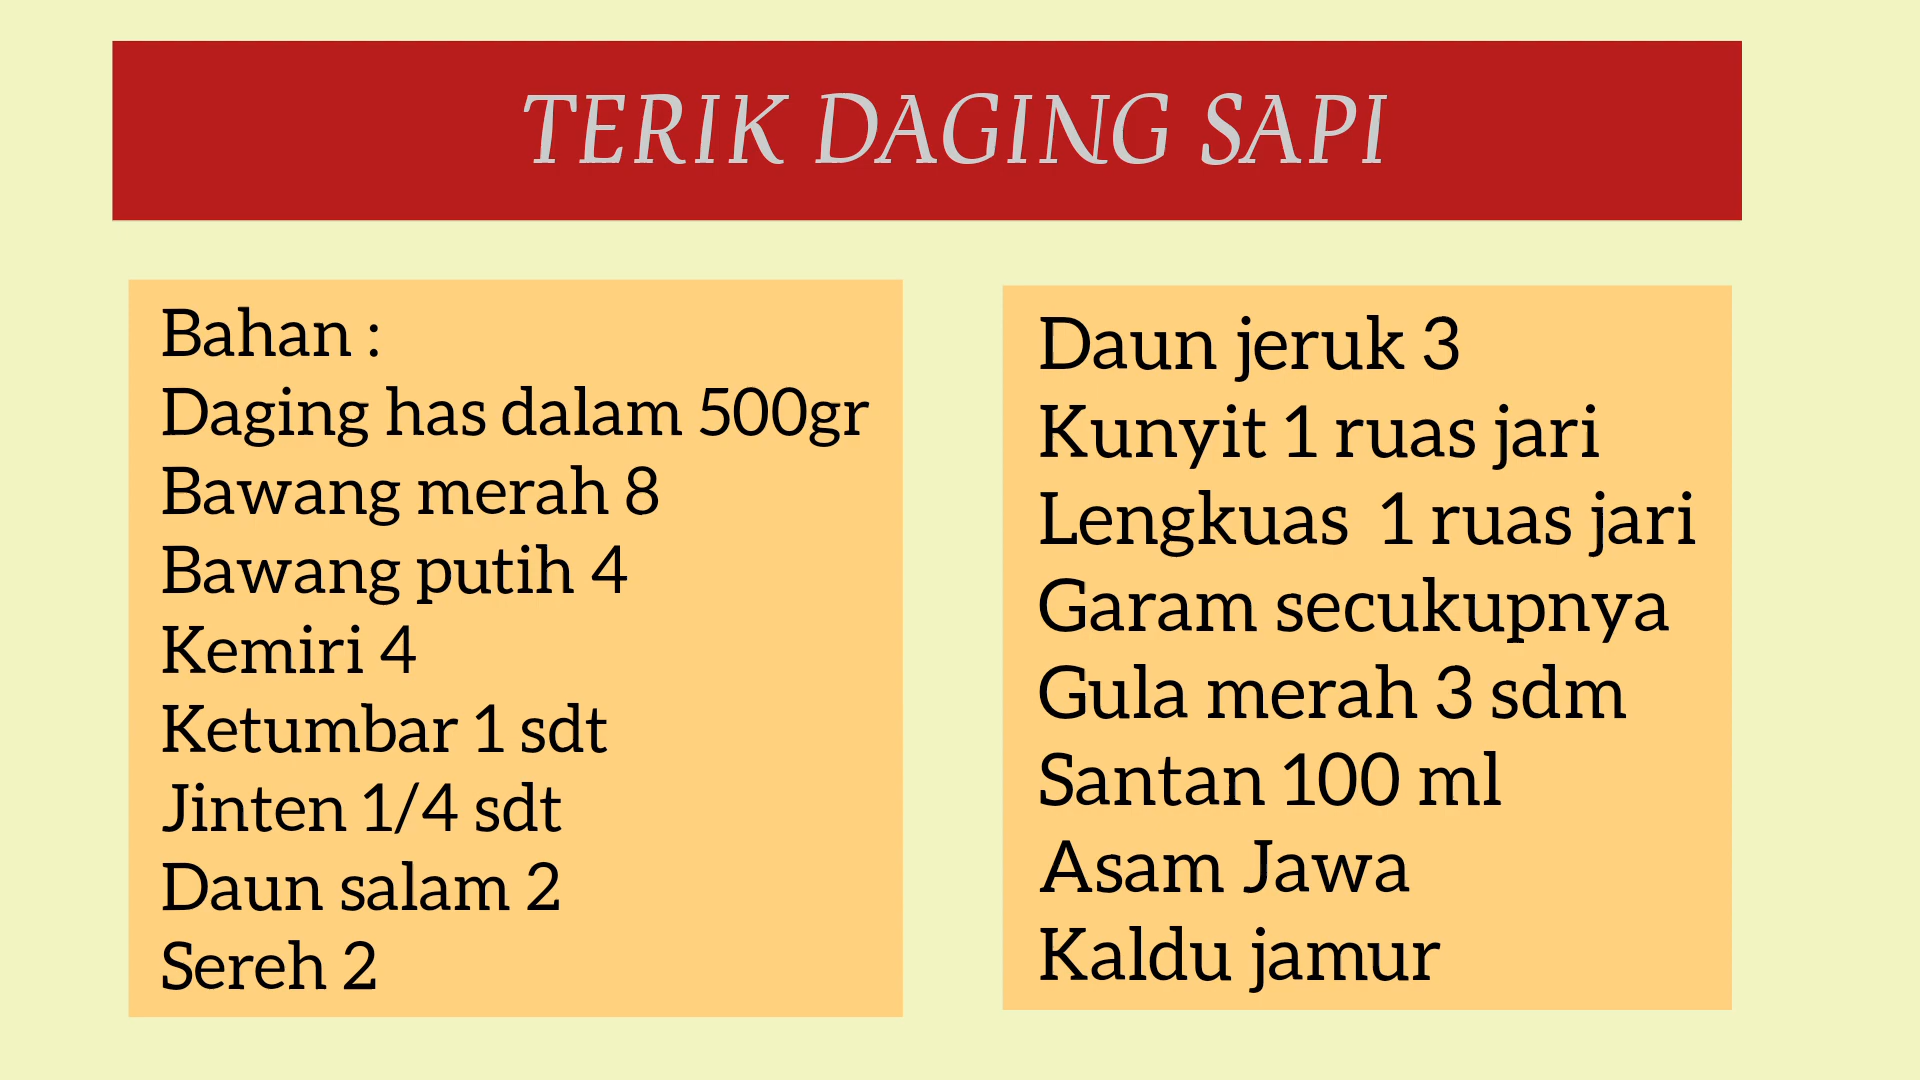 TERIK DAGING SAPI
Bahan :
Daging has dalam 500gr
Bawang merah 8
Bawang putih 4
Kemiri 4
Ketumbar 1 sdt
Jinten 1/4 sdt
Daun salam 2
Sereh 2
Daun jeruk 3
Kunyit 1 ruas jari
Lengkuas  1 ruas jari
Garam secukupnya
Gula merah 3 sdm
Santan 100 ml
Asam Jawa
Kaldu jamur